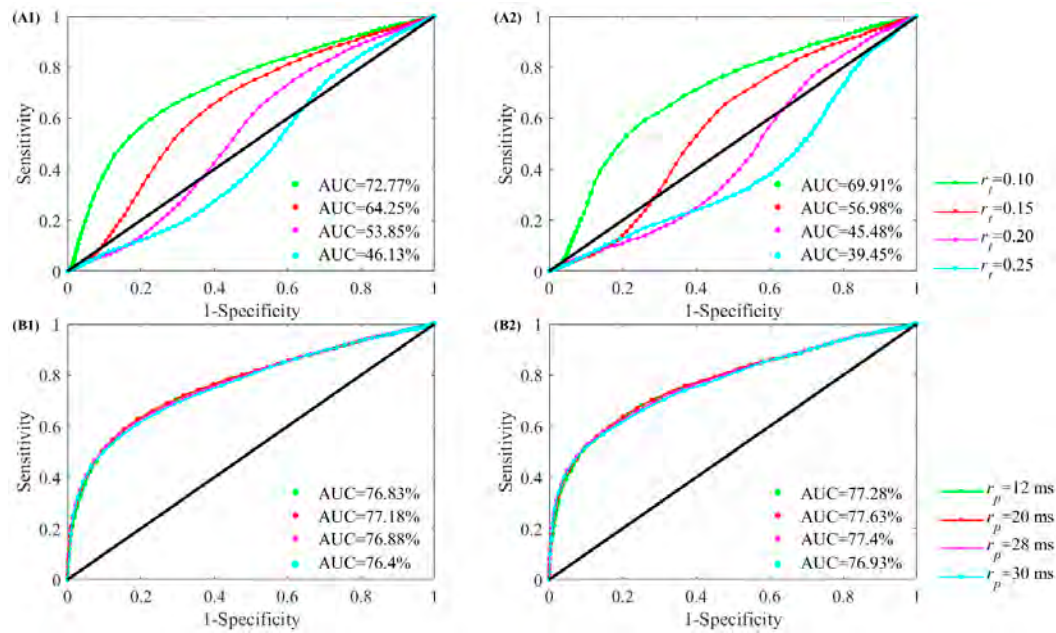 (A1)
1
0.8
0.6
0.4
0.2
0
Sensitivity
AUC=72.77%
AUC=64.25%
AUC=53.85%
AUC=46.13%
0 0.2 0.4 0.6 0.8 1
1-Specificity
(A2)
1
0.8
0.6
0.4
0.2
0
Sensitivity
AUC=69.91%
AUC=56.98%
AUC=45.48%
AUC=39.45%
0 0.2 0.4 0.6 0.8 1
1-Specificity
r_t=0.10
r_t=0.15
r_t=0.20
r_t=0.25
(B1)
1
0.8
0.6
0.4
0.2
0
Sensitivity
AUC=76.83%
AUC=77.18%
AUC=76.88%
AUC=76.4%
0 0.2 0.4 0.6 0.8 1
1-Specificity
(B2)
1
0.8
0.6
0.4
0.2
0
Sensitivity
AUC=77.28%
AUC=77.63%
AUC=77.4%
AUC=76.93%
0 0.2 0.4 0.6 0.8 1
1-Specificity
r_p=12 ms
r_p=20 ms
r_p=28 ms
r_p=30 ms